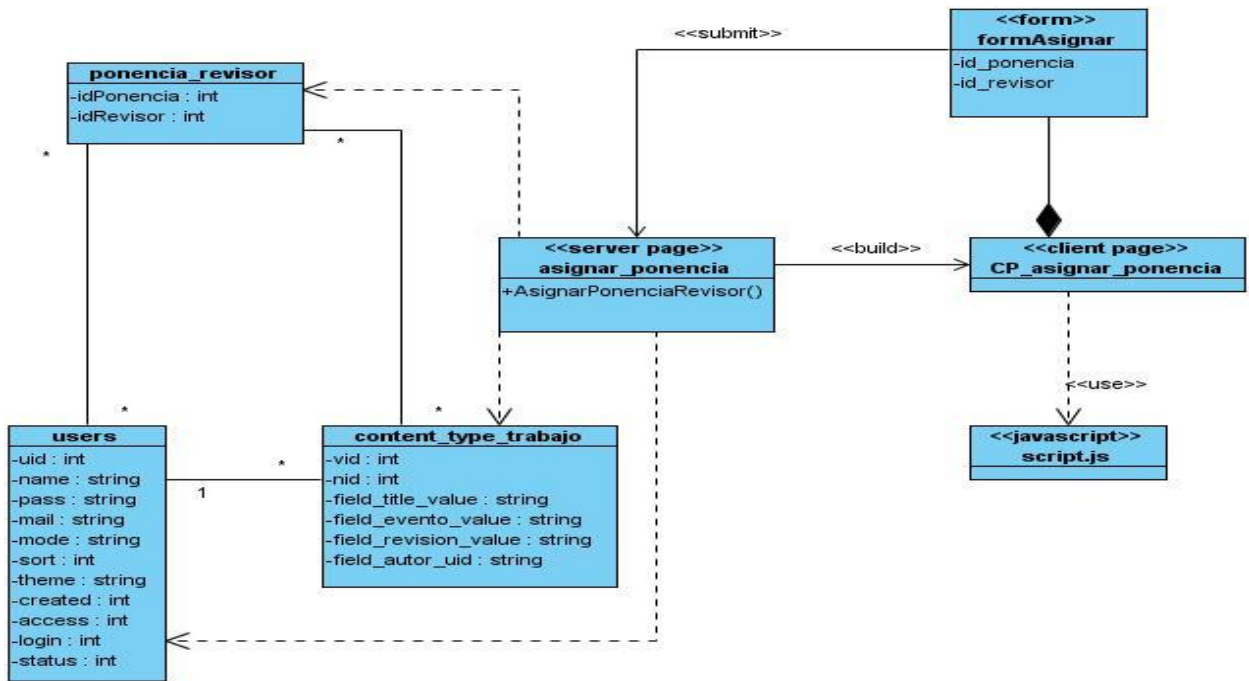 <<form>>
formAsignar
-id_ponencia
-id_revisor
<<submit>>
ponencia_revisor
-idPonencia : int
-idRevisor : int
*
*
<<server page>>
asignar_ponencia
+AsignarPonenciaRevisor()
<<build>>
<<client page>>
CP_asignar_ponencia
<<use>>
<<javascript>>
script.js
*
*
users
-uid : int
-name : string
-pass : string
-mail : string
-mode : string
-sort : int
-theme : string
-created : int
-access : int
-login : int
-status : int
1
*
content_type_trabajo
-vid : int
-nid : int
-field_title_value : string
-field_evento_value : string
-field_revision_value : string
-field_autor_uid : string